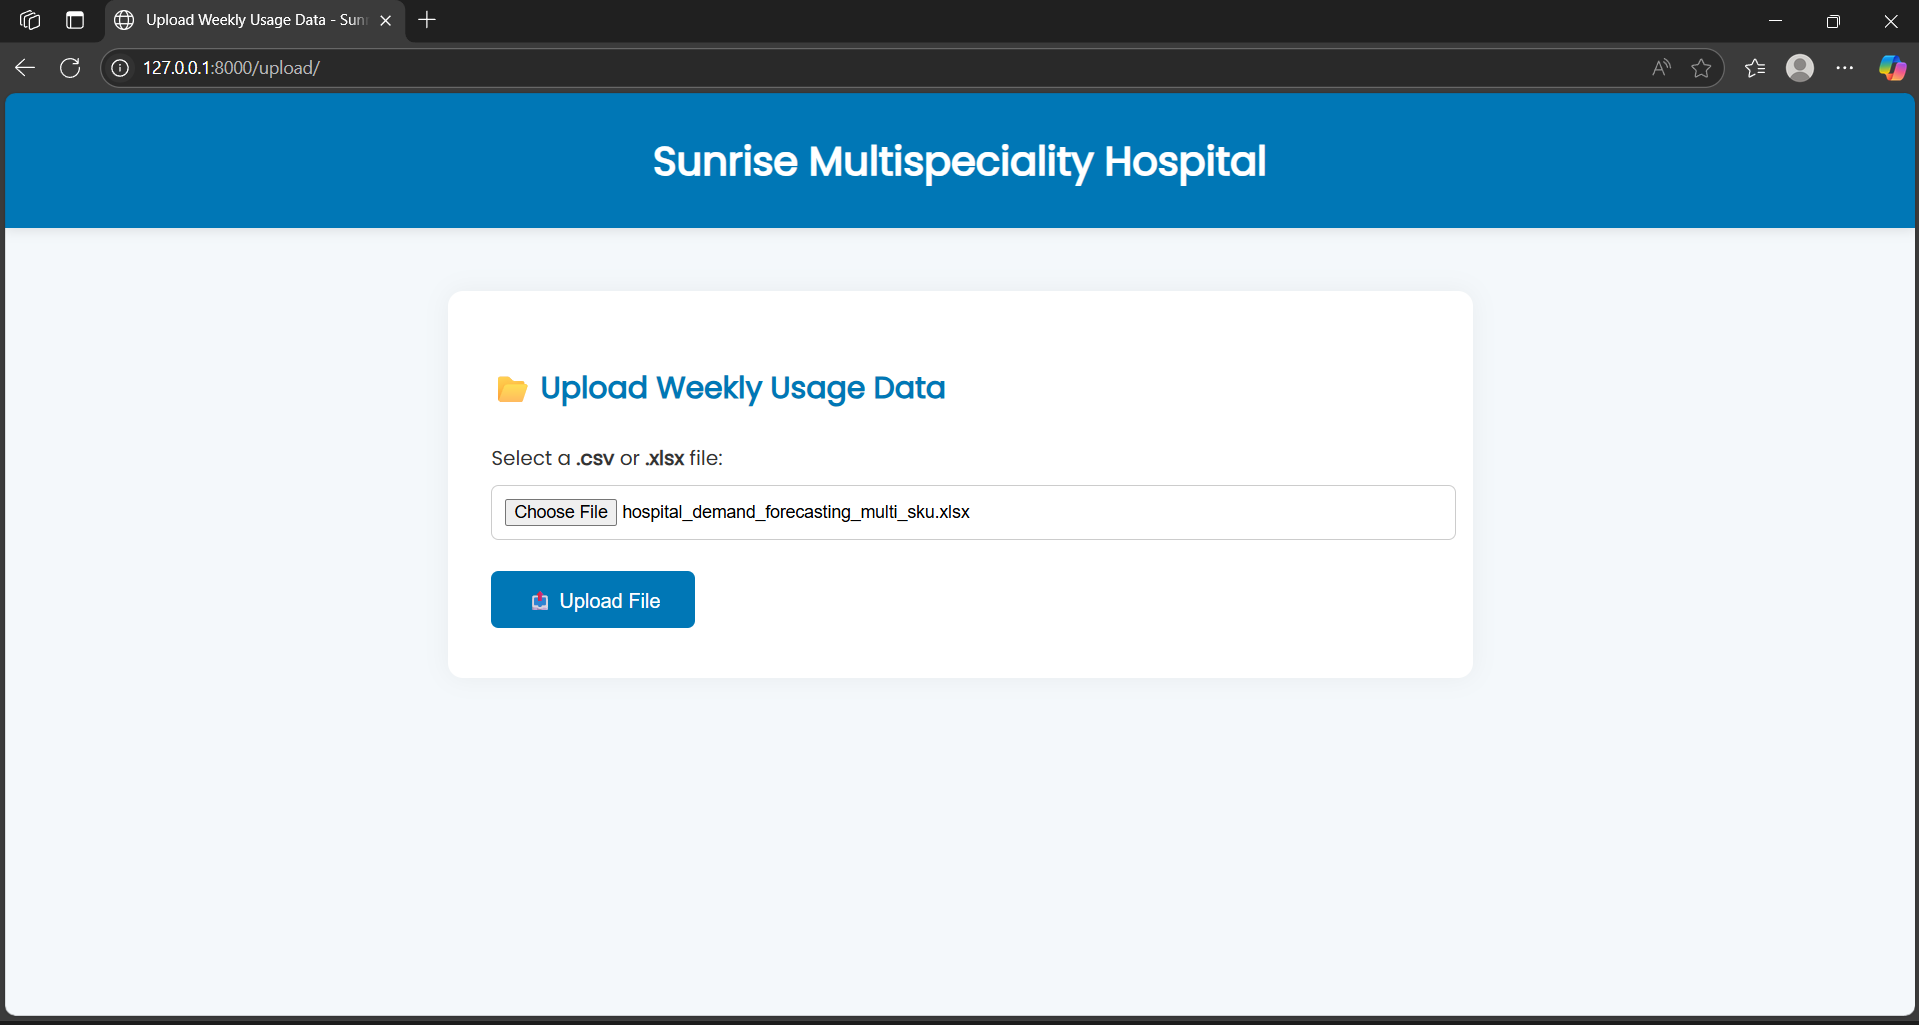 Upload Weekly Usage Data - Sun
127.0.0.1:8000/upload/
Sunrise Multispeciality Hospital
Upload Weekly Usage Data
Select a .csv or .xlsx file:
Choose File hospital_demand_forecasting_multi_sku.xlsx
Upload File